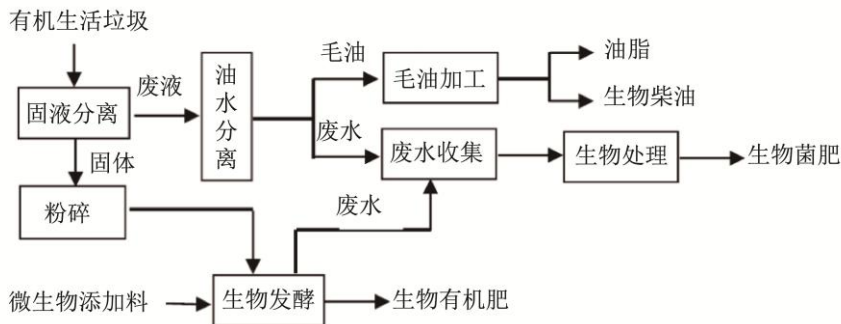 有机生活垃圾
固液分离
废液
油水分离
毛油
毛油加工
油脂
生物柴油
废水
废水收集
生物处理
生物菌肥
固体
粉碎
废水
微生物添加料
生物发酵
生物有机肥